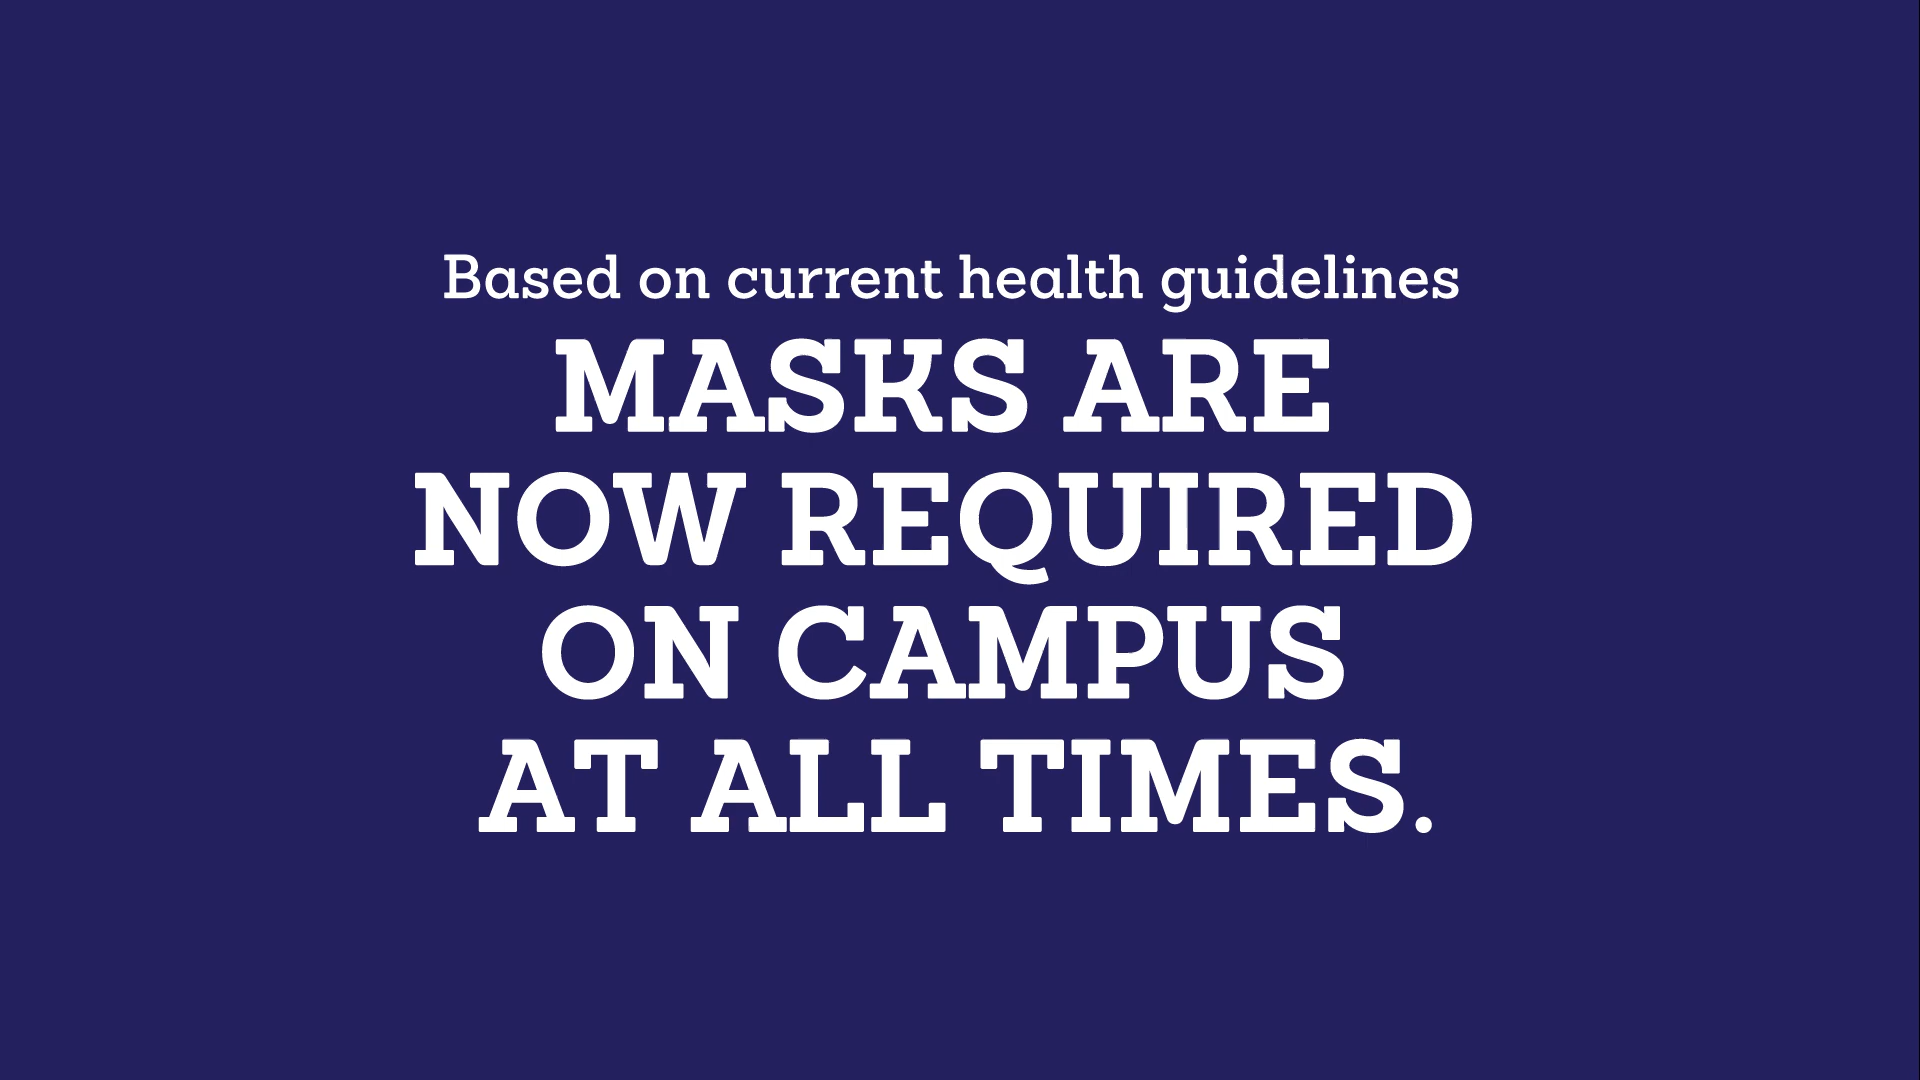 Based on current health guidelines
MASKS ARE
NOW REQUIRED
ON CAMPUS
AT ALL TIMES.